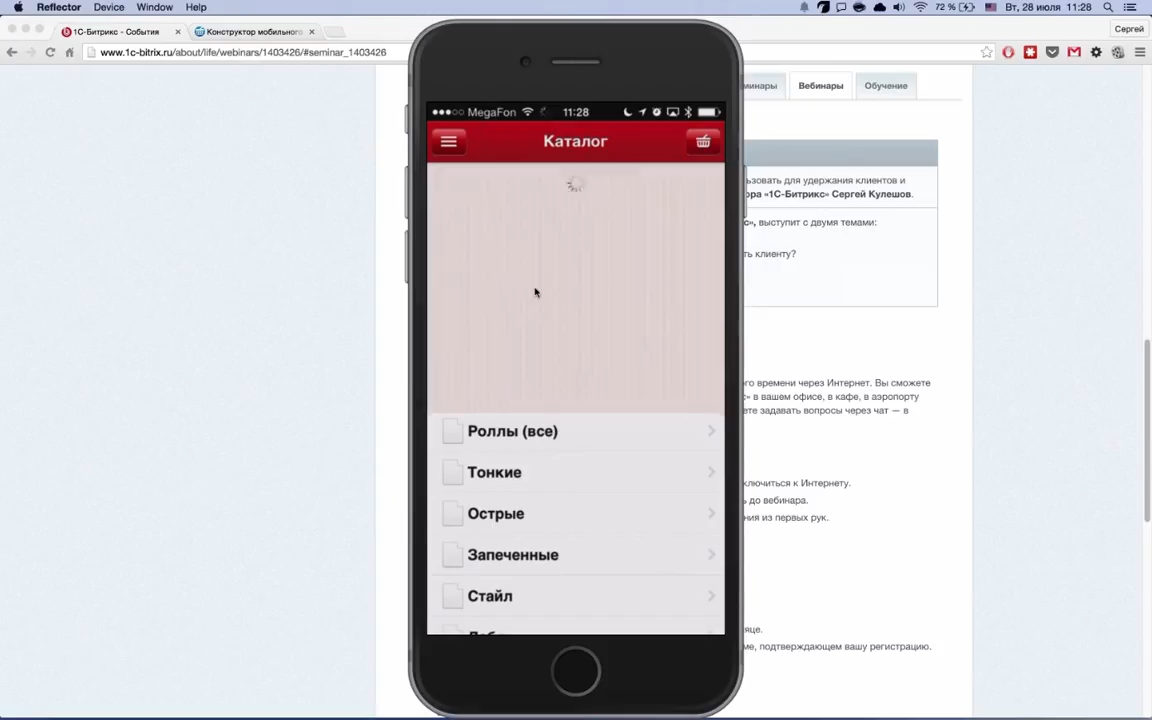 Reflector Device Window Help 72 % Вт, 28 июля 11:28
1С-Битрикс - События Конструктор мобильного Сергей
www.1c-bitrix.ru/about/life/webinars/1403426/#seminar_1403426
минары Вебинары Обучение
MegaFon 11:28
Каталог
ьзовать для удержания клиентов и
ора «1С-Битрикс» Сергей Кулешов.
с», выступит с двумя темами:
ть клиенту?
го времени через Интернет. Вы сможете
с» в вашем офисе, в кафе, в аэропорту
ете задавать вопросы через чат — в
Роллы (все)
Тонкие
ключиться к Интернету.
ь до вебинара.
Острые
ния из первых рук.
Запеченные
Стайл
яце.
ме, подтверждающем вашу регистрацию.